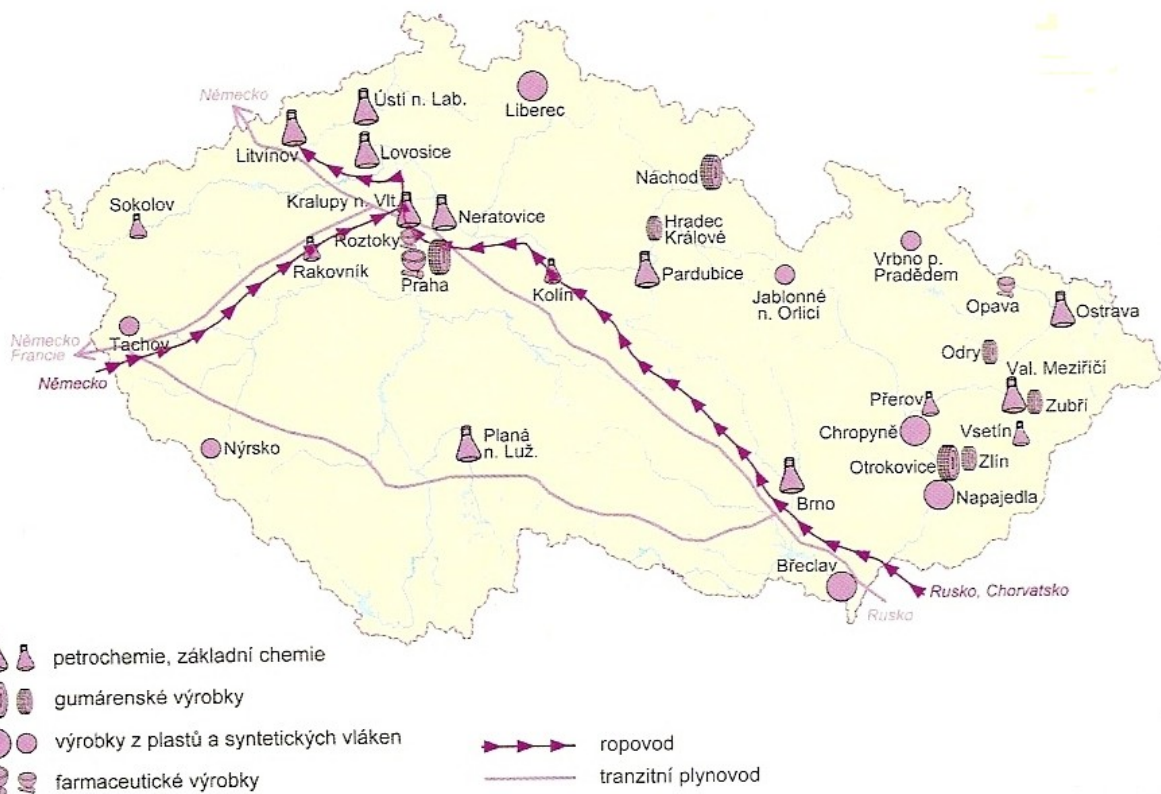 Německo
Ústí n. Lab.
Liberec
Litvínov
Lovosice
Náchod
Sokolov
Kralupy n. Vlt.
Neratovice
Hradec
Králové
Roztoky
Rakovník
Praha
Kolín
Pardubice
Vrbno p.
Pradědem
Jablonné
n. Orlicí
Opava
Ostrava
Německo
Francie
Tachov
Německo
Odry
Val. Meziříčí
Přerov
Zubří
Chropyně
Vsetín
Nýrsko
Planá
n. Luž.
Otrokovice
Zlín
Brno
Napajedla
Břeclav
Rusko, Chorvatsko
Rusko
petrochemie, základní chemie
gumárenské výrobky
výrobky z plastů a syntetických vláken
farmaceutické výrobky
ropovod
tranzitní plynovod